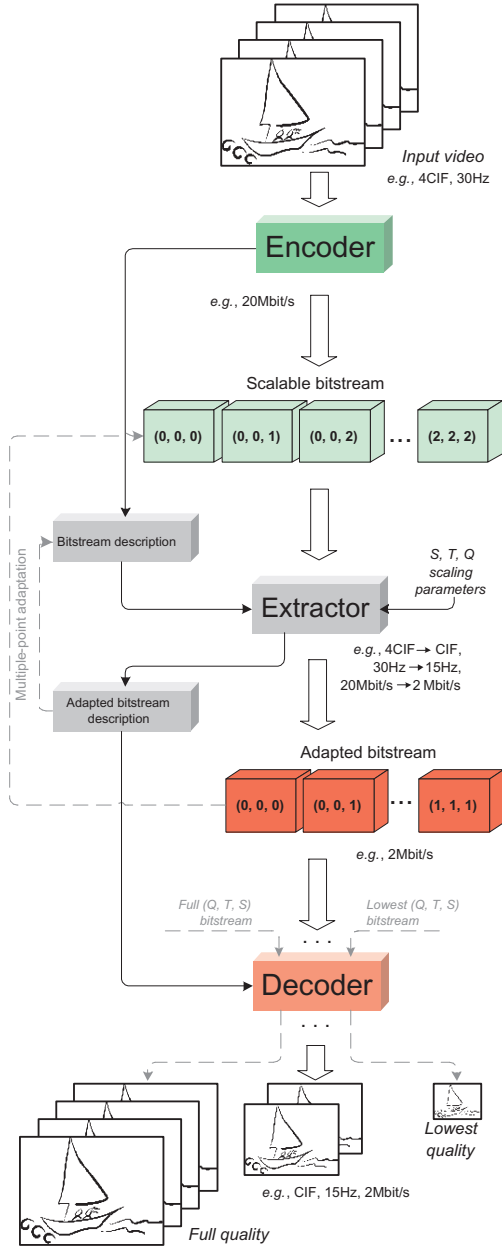 Input video
e.g., 4CIF, 30Hz
Encoder
e.g., 20Mbit/s
Scalable bitstream
(0, 0, 0)
(0, 0, 1)
(0, 0, 2)
...
(2, 2, 2)
Multiple-point adaptation
Bitstream description
S, T, Q
scaling
parameters
Extractor
e.g., 4CIF → CIF,
30Hz → 15Hz,
20Mbit/s → 2 Mbit/s
Adapted bitstream
description
Adapted bitstream
(0, 0, 0)
(0, 0, 1)
...
(1, 1, 1)
e.g., 2Mbit/s
Full (Q, T, S)
bitstream
Lowest (Q, T, S)
bitstream
...
Decoder
...
Lowest
quality
e.g., CIF, 15Hz, 2Mbit/s
Full quality